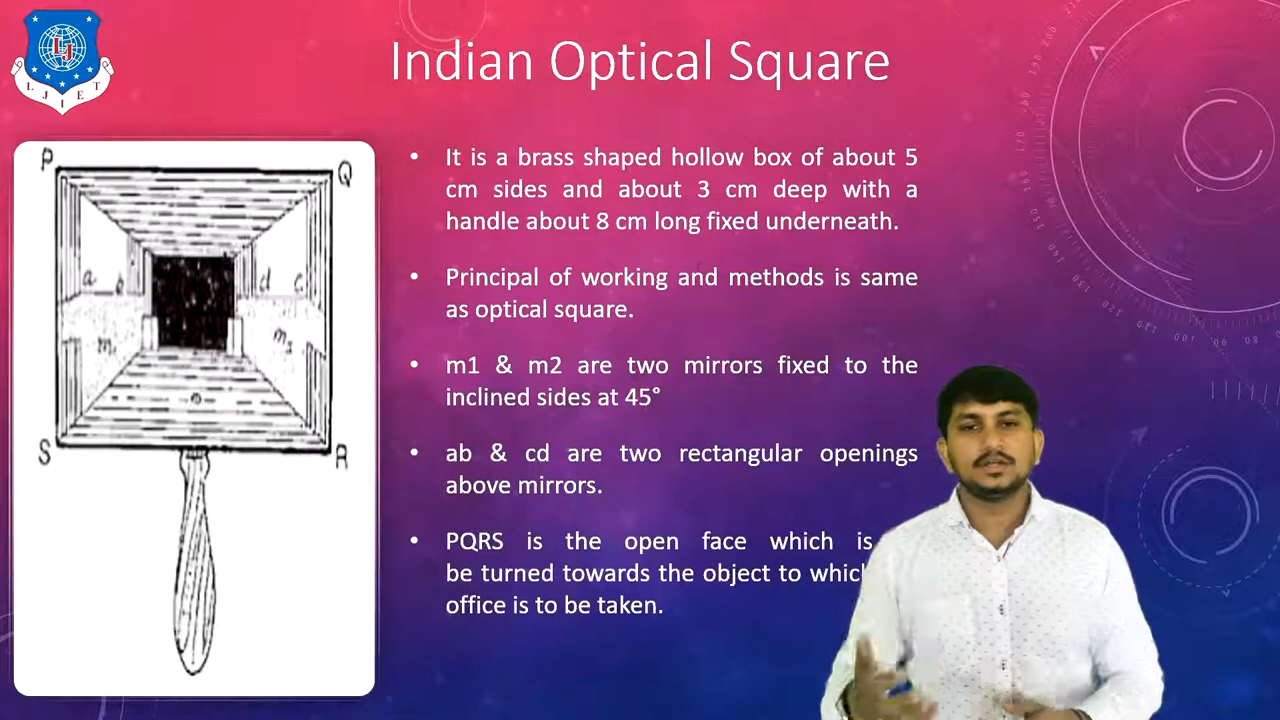 LJ
LJIET
Indian Optical Square
P
Q
a
b
d
c
m
m2
S
R
• It is a brass shaped hollow box of about 5
cm sides and about 3 cm deep with a
handle about 8 cm long fixed underneath.
• Principal of working and methods is same
as optical square.
• m1 & m2 are two mirrors fixed to the
inclined sides at 45°
• ab & cd are two rectangular openings
above mirrors.
• PQRS is the open face which is
be turned towards the object to which
office is to be taken.